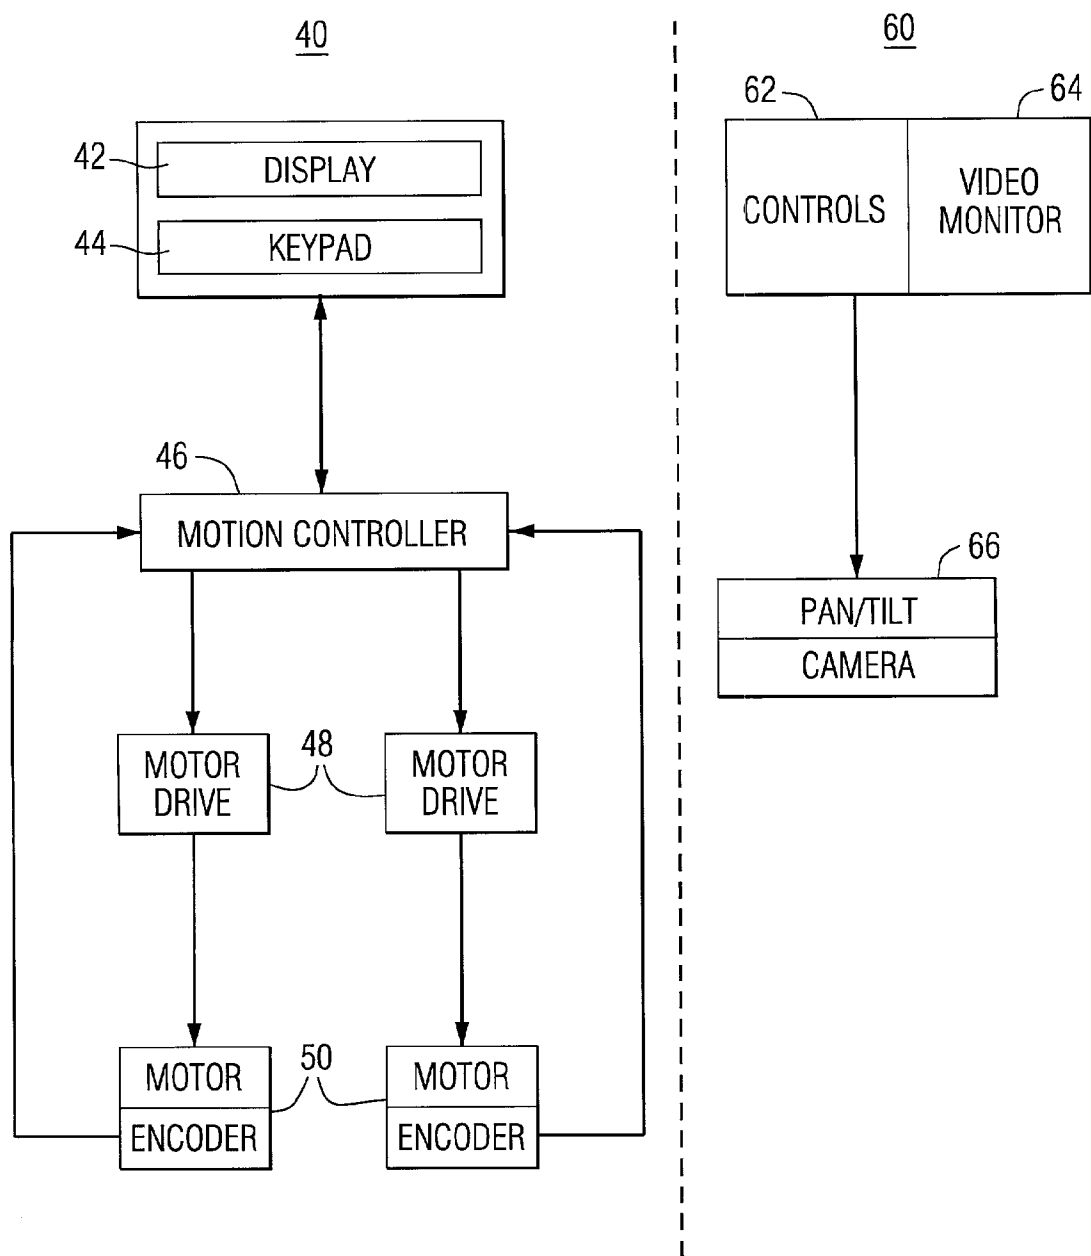 40
42
DISPLAY
44
KEYPAD
46
MOTION CONTROLLER
MOTOR
DRIVE
48
MOTOR
DRIVE
MOTOR
ENCODER
50
MOTOR
ENCODER
60
62
64
CONTROLS
VIDEO
MONITOR
66
PAN/TILT
CAMERA